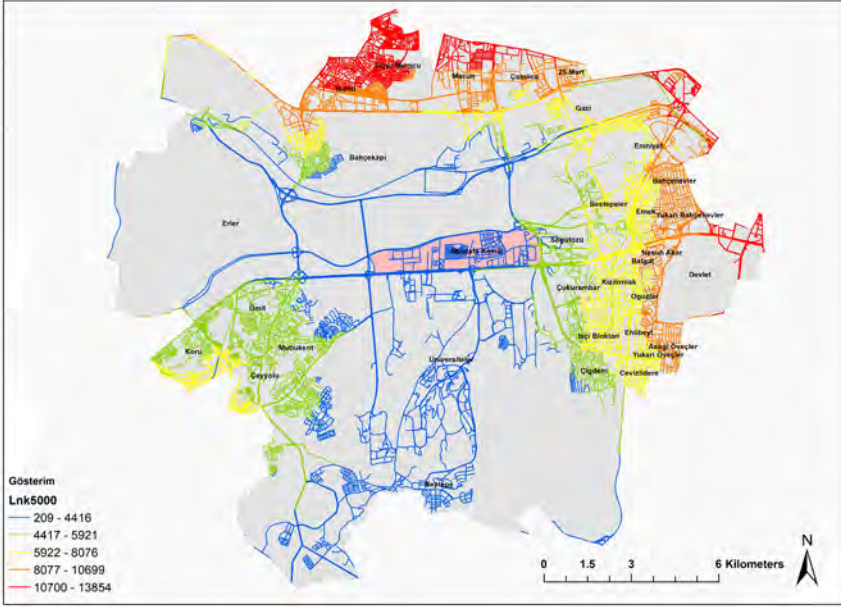 Macun
Çamlıca
25 Mart
Gazi
Bahçekapı
Emniyet
Bahçelievler
Beştepeler
Emek
Yukarı Bahçelievler
Erler
Söğütözü
Mustafa Kemal
Nasuh Akar
Balgat
Devlet
Kızılırmak
Çukurambar
Oğuzlar
Ümit
İşçi Blokları
Ehlibeyt
Mutlukent
Aşağı Öveçler
Koru
Yukarı Öveçler
Üniversiteler
Çayyolu
Çiğdem
Cevizlidere
Beytepe
Gösterim
Lnk5000
209 - 4416
4417 - 5921
5922 - 8076
8077 - 10699
10700 - 13854
0 1.5 3 6 Kilometers
N